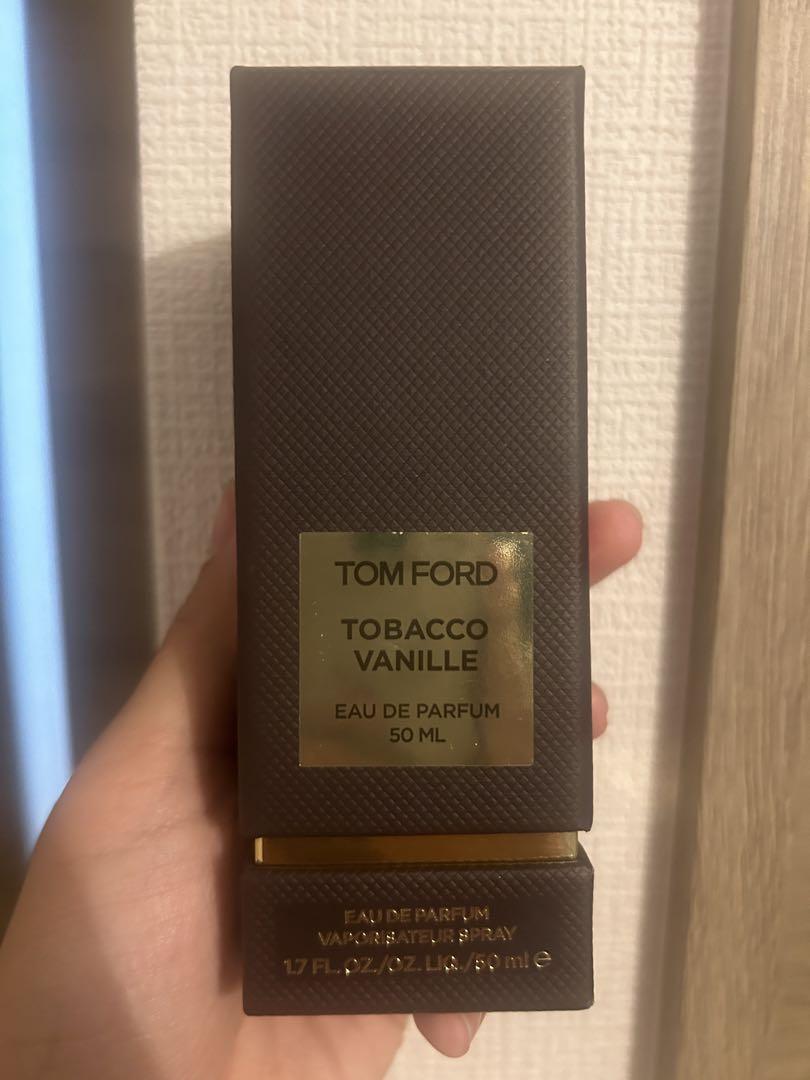 TOM FORD
TOBACCO
VANILLE
EAU DE PARFUM
50 ML
EAU DE PARFUM
VAPORISATEUR SPRAY
1.7 FL. OZ./OZ. LIQ./50 ml ℮